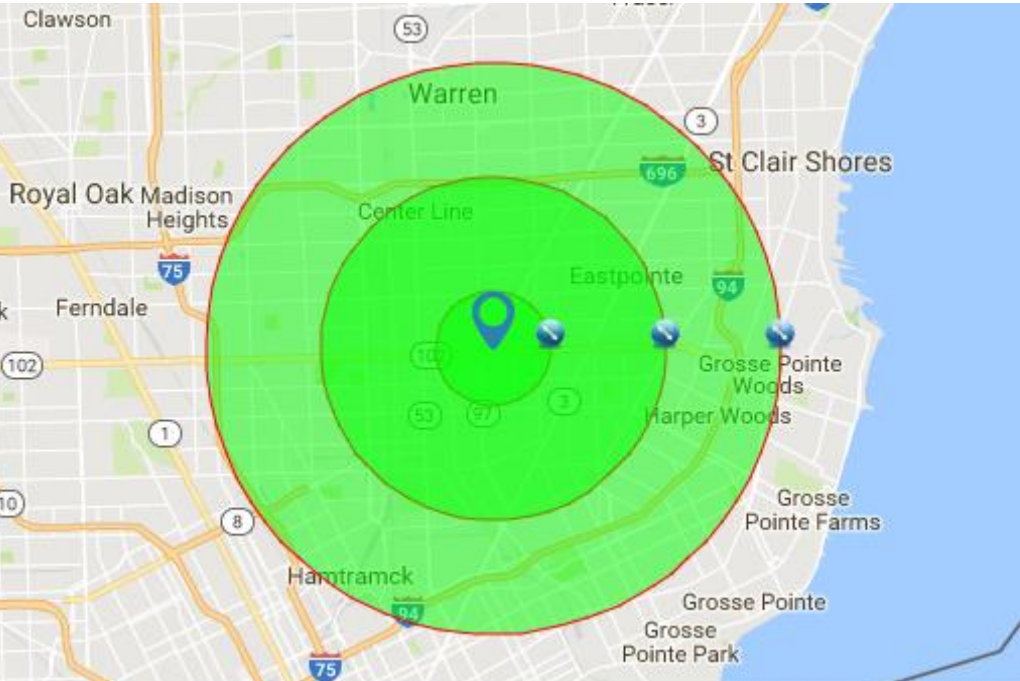 Clawson
53
Warren
3
696
St Clair Shores
Royal Oak
Madison
Heights
Center Line
75
Eastpointe
94
Ferndale
102
102
Grosse Pointe
Woods
53
97
3
Harper Woods
1
10
8
Grosse
Pointe Farms
Hamtramck
94
Grosse Pointe
Grosse
Pointe Park
75